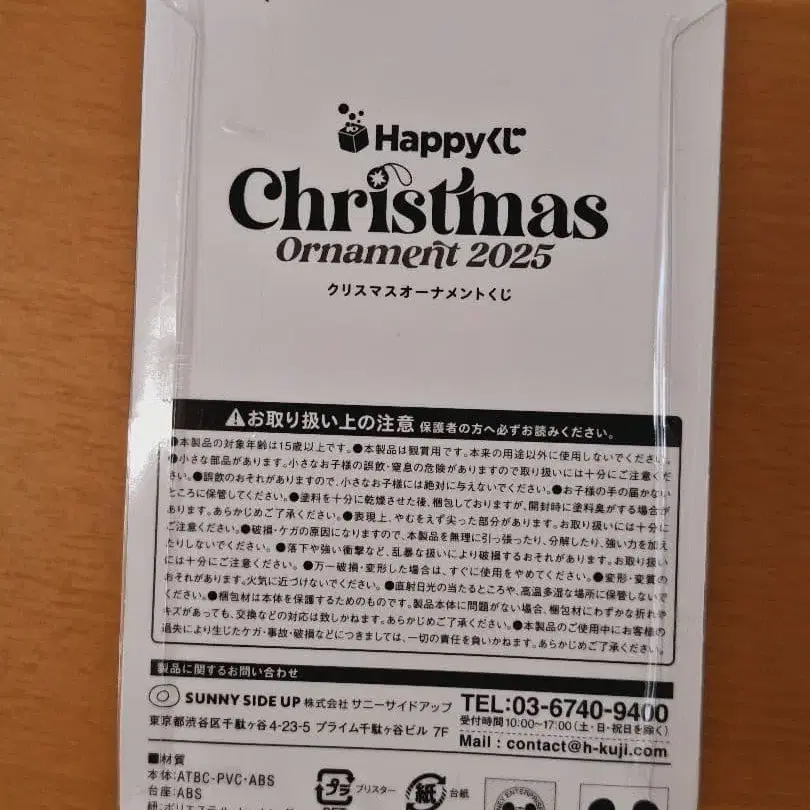 Happyくじ
Christmas
Ornament 2025
クリスマスオーナメントくじ
お取り扱い上の注意 保護者の方へ必ずお読みください。
●本製品の対象年齢は15歳以上です。●本製品は観賞用です。本来の用途以外に使用しないでください。
●小さな部品があります。小さなお子様の誤飲・窒息の危険がありますので取り扱いには十分にご注意くだ
さい。●誤飲のおそれがありますので、小さなお子様には絶対に与えないでください。●お子様の手の届かない
ところに保管してください。●塗料を十分に乾燥させた後、梱包しておりますが、開封時に塗料臭がする場合が
あります。あらかじめご了承ください。●表現上、やむをえず尖った部分があります。お取り扱いには十分に
ご注意ください。●破損・ケガの原因になりますので、本製品を無理に引っ張ったり、分解したり、強い力を加え
たりしないでください。●落下や強い衝撃など、乱暴な扱いにより破損するおそれがあります。お取り扱い
には十分にご注意ください。●万一破損・変形した場合は、すぐに使用をやめてください。●変形・変質の
おそれがあります。火気に近づけないでください。●直射日光の当たるところや、高温多湿な場所に保管しないで
ください。●梱包材は本体を保護するためのものです。製品本体に問題がない場合、梱包材にわずかな折れや
キズがあっても、交換などの対応は致しかねます。あらかじめご了承ください。●本製品のご使用中にお客様の
過失により生じたケガ・事故・破損などにつきましては、一切の責任を負いかねます。あらかじめご了承ください。
製品に関するお問い合わせ
SUNNY SIDE UP 株式会社 サニーサイドアップ
東京都渋谷区千駄ヶ谷4-23-5 プライム千駄ヶ谷ビル 7F
TEL:03-6740-9400
受付時間10:00~17:00(土・日・祝日を除く)
Mail : contact@h-kuji.com
■材質
本体:ATBC-PVC・ABS
台座:ABS
プラ ブリスター
紙 台紙